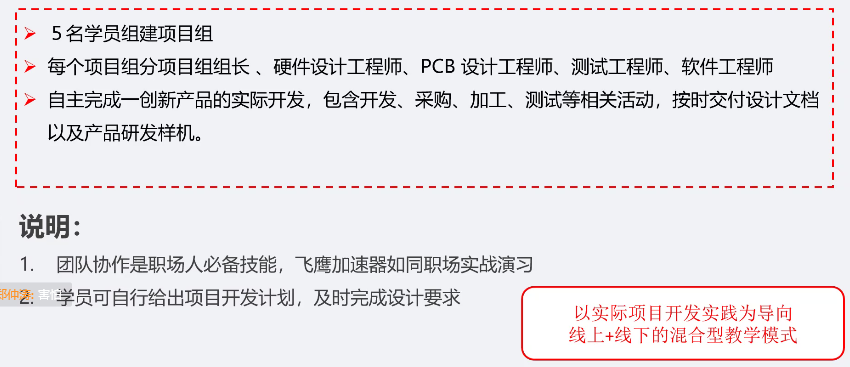 5名学员组建项目组
每个项目组分项目组组长、硬件设计工程师、PCB 设计工程师、测试工程师、软件工程师
自主完成一创新产品的实际开发，包含开发、采购、加工、测试等相关活动，按时交付设计文档
以及产品研发样机。
说明：
1. 团队协作是职场人必备技能，飞鹰加速器如同职场实战演习
2. 学员可自行给出项目开发计划，及时完成设计要求
以实际项目开发实践为导向
线上+线下的混合型教学模式